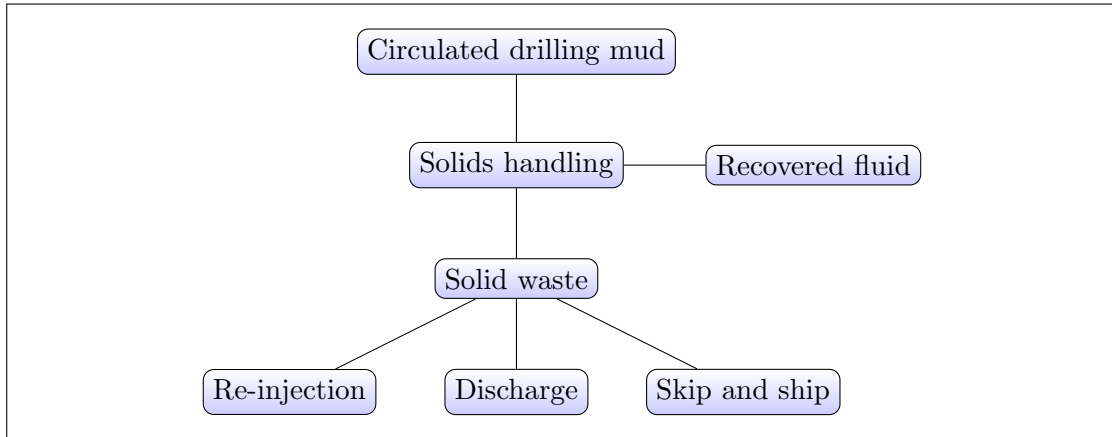 Circulated drilling mud
Solids handling
Recovered fluid
Solid waste
Re-injection
Discharge
Skip and ship